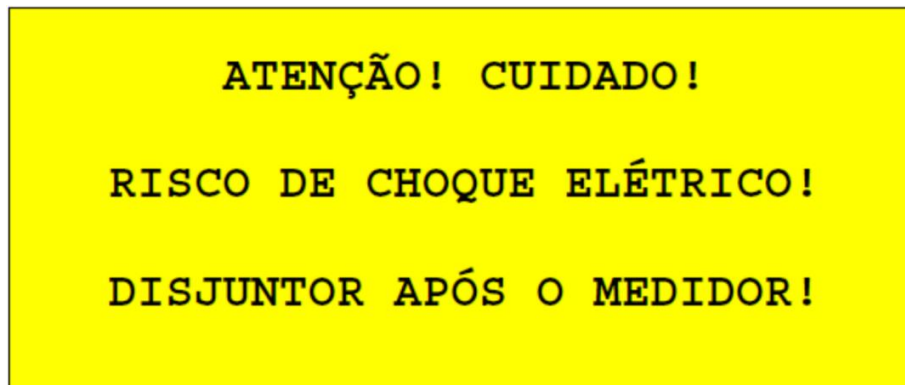 ATENÇÃO! CUIDADO!
RISCO DE CHOQUE ELÉTRICO!
DISJUNTOR APÓS O MEDIDOR!